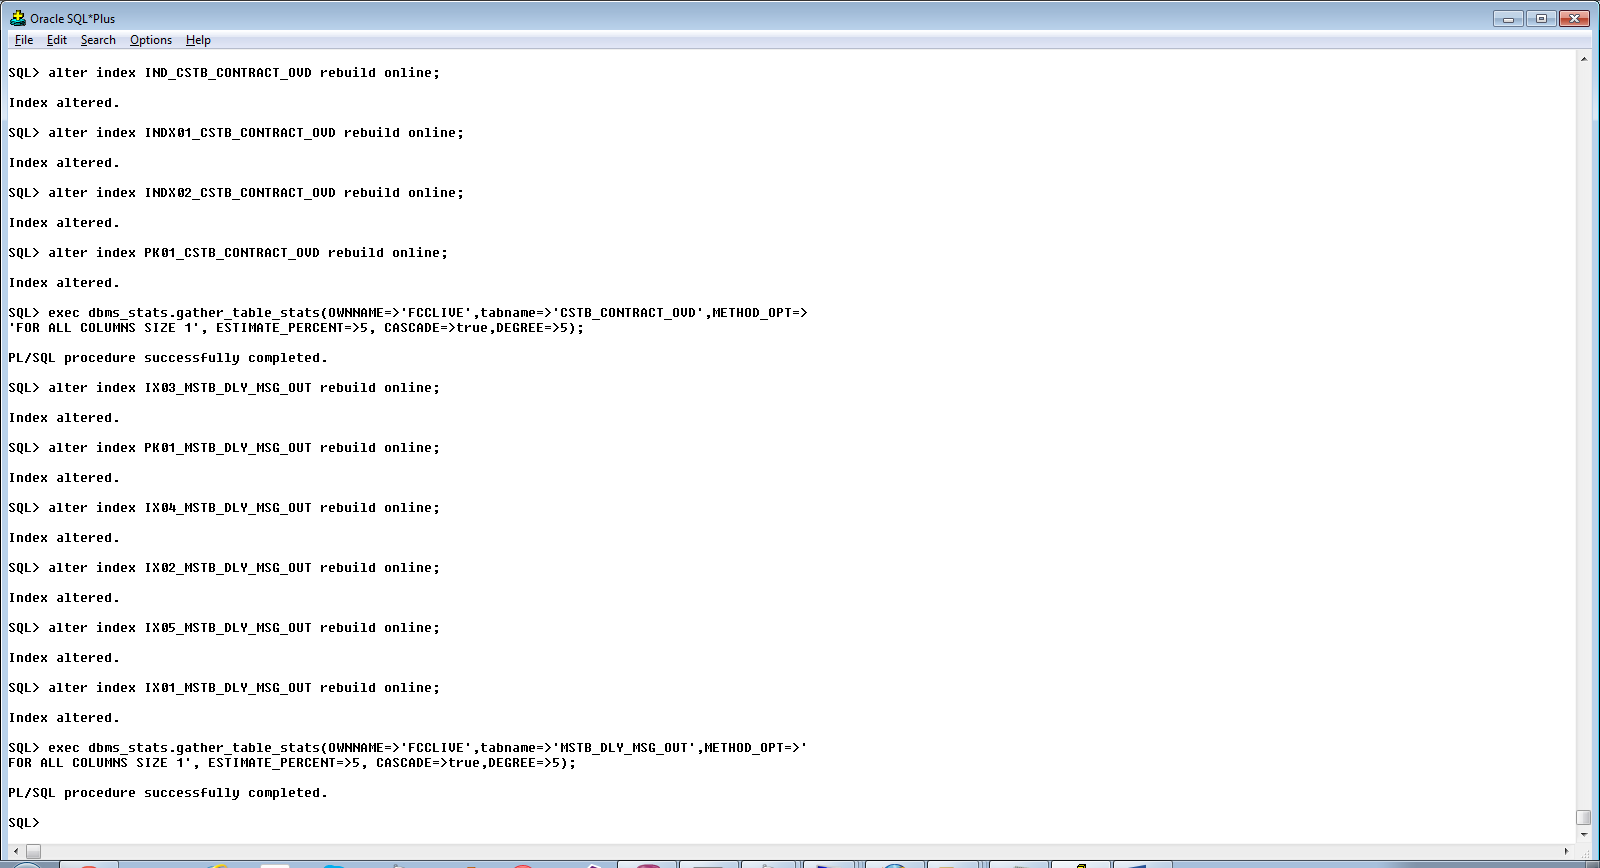 Oracle SQL*Plus
File Edit Search Options Help
SQL> alter index IND_CSTB_CONTRACT_OVD rebuild online;
Index altered.
SQL> alter index INDX01_CSTB_CONTRACT_OVD rebuild online;
Index altered.
SQL> alter index INDX02_CSTB_CONTRACT_OVD rebuild online;
Index altered.
SQL> alter index PK01_CSTB_CONTRACT_OVD rebuild online;
Index altered.
SQL> exec dbms_stats.gather_table_stats(OWNNAME=>'FCCLIVE',tabname=>'CSTB_CONTRACT_OVD',METHOD_OPT=>
'FOR ALL COLUMNS SIZE 1', ESTIMATE_PERCENT=>5, CASCADE=>true,DEGREE=>5);
PL/SQL procedure successfully completed.
SQL> alter index IX03_MSTB_DLY_MSG_OUT rebuild online;
Index altered.
SQL> alter index PK01_MSTB_DLY_MSG_OUT rebuild online;
Index altered.
SQL> alter index IX04_MSTB_DLY_MSG_OUT rebuild online;
Index altered.
SQL> alter index IX02_MSTB_DLY_MSG_OUT rebuild online;
Index altered.
SQL> alter index IX05_MSTB_DLY_MSG_OUT rebuild online;
Index altered.
SQL> alter index IX01_MSTB_DLY_MSG_OUT rebuild online;
Index altered.
SQL> exec dbms_stats.gather_table_stats(OWNNAME=>'FCCLIVE',tabname=>'MSTB_DLY_MSG_OUT',METHOD_OPT=>'
FOR ALL COLUMNS SIZE 1', ESTIMATE_PERCENT=>5, CASCADE=>true,DEGREE=>5);
PL/SQL procedure successfully completed.
SQL>